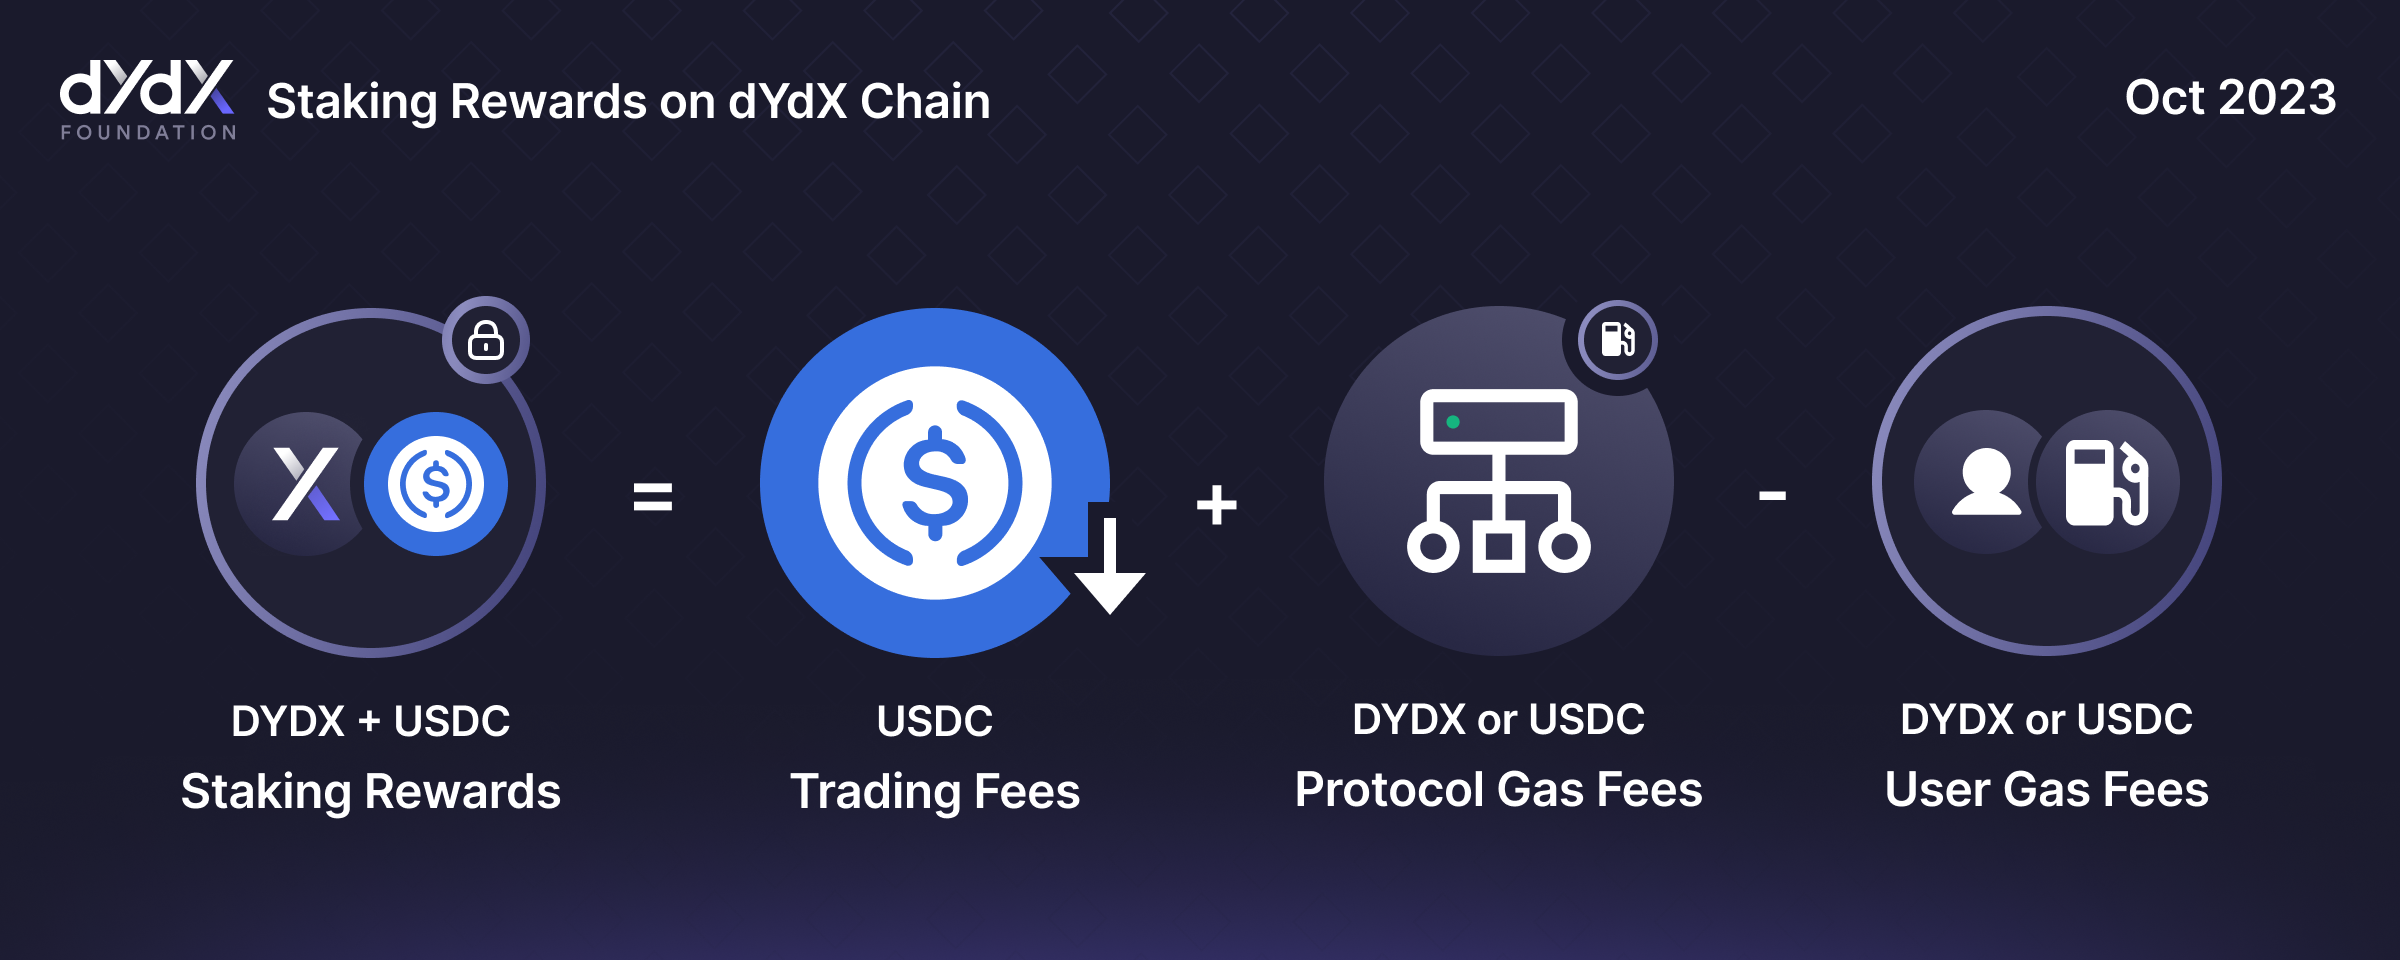 dYdX
FOUNDATION
Staking Rewards on dYdX Chain
Oct 2023
=
+
-
DYDX + USDC
Staking Rewards
USDC
Trading Fees
DYDX or USDC
Protocol Gas Fees
DYDX or USDC
User Gas Fees